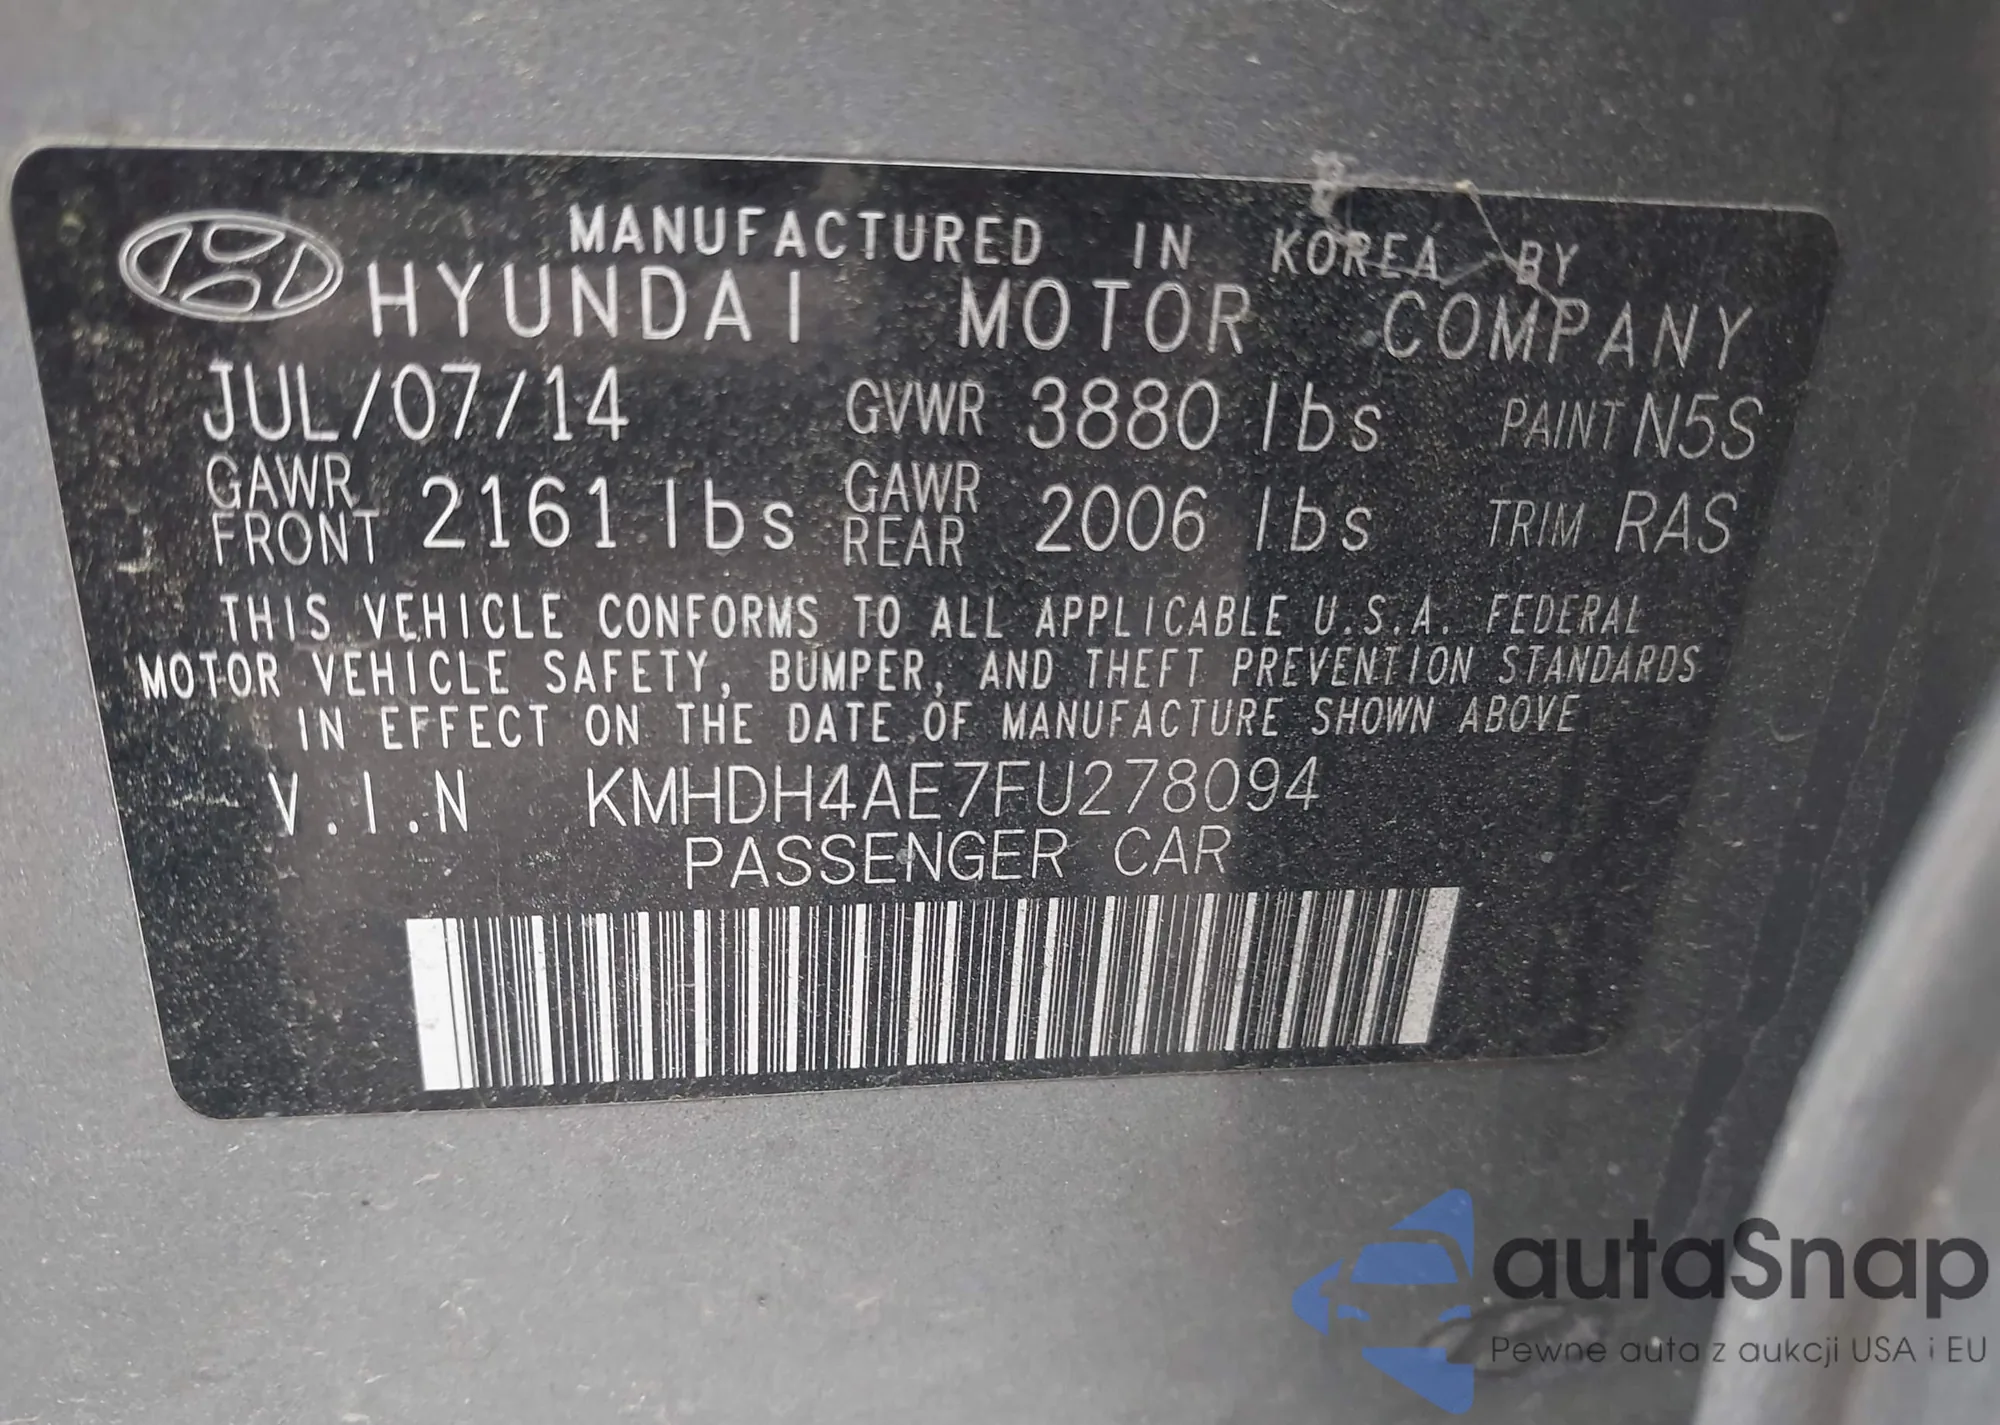 MANUFACTURED IN KOREA BY
HYUNDAI MOTOR COMPANY
JUL/07/14 GVWR 3880 lbs PAINT N5S
GAWR FRONT 2161 lbs GAWR REAR 2006 lbs TRIM RAS
THIS VEHICLE CONFORMS TO ALL APPLICABLE U.S.A. FEDERAL
MOTOR VEHICLE SAFETY, BUMPER, AND THEFT PREVENTION STANDARDS
IN EFFECT ON THE DATE OF MANUFACTURE SHOWN ABOVE
V.I.N KMHDH4AE7FU278094
PASSENGER CAR
autaSnap
Pewne auta z aukcji USA i EU